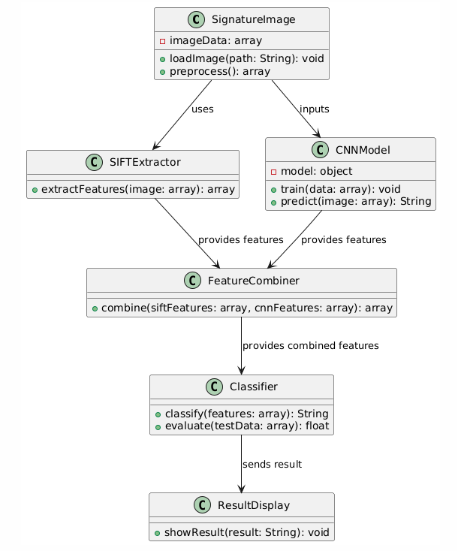 C SignatureImage
imageData: array
loadImage(path: String): void
preprocess(): array
uses
inputs
C SIFTExtractor
extractFeatures(image: array): array
C CNNModel
model: object
train(data: array): void
predict(image: array): String
provides features
provides features
C FeatureCombiner
combine(siftFeatures: array, cnnFeatures: array): array
provides combined features
C Classifier
classify(features: array): String
evaluate(testData: array): float
sends result
C ResultDisplay
showResult(result: String): void